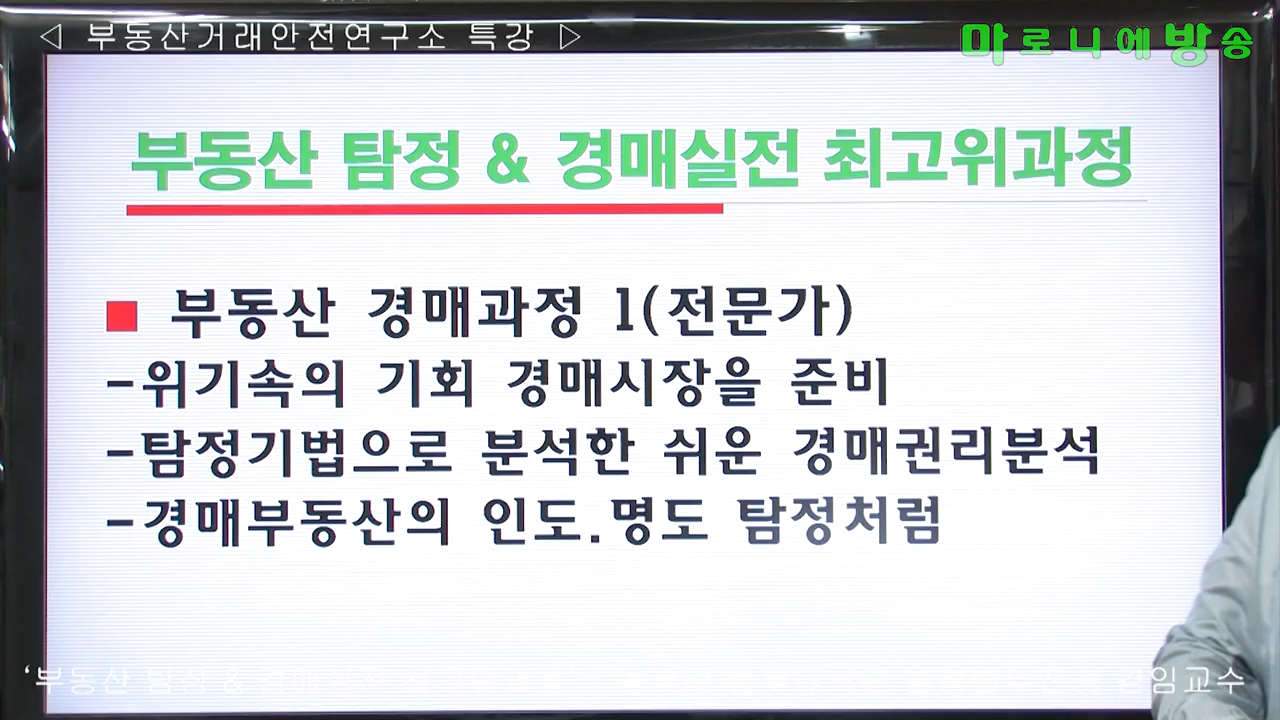 ◁ 부동산거래안전연구소 특강 ▷
마로니에방송
부동산 탐정 & 경매실전 최고위과정
■ 부동산 경매과정 1(전문가)
-위기속의 기회 경매시장을 준비
-탐정기법으로 분석한 쉬운 경매권리분석
-경매부동산의 인도.명도 탐정처럼
‘부동산 탐정 &
임교수